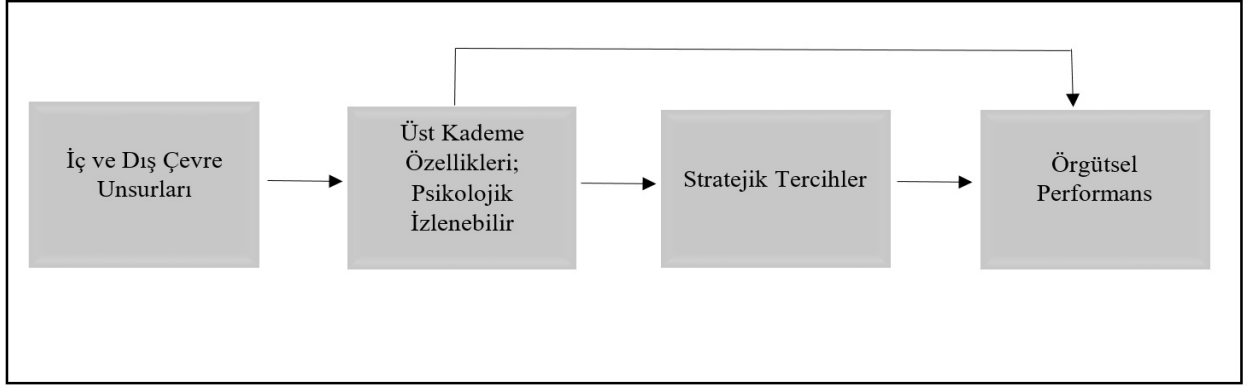 İç ve Dış Çevre
Unsurları
Üst Kademe
Özellikleri;
Psikolojik
İzlenebilir
Stratejik Tercihler
Örgütsel
Performans